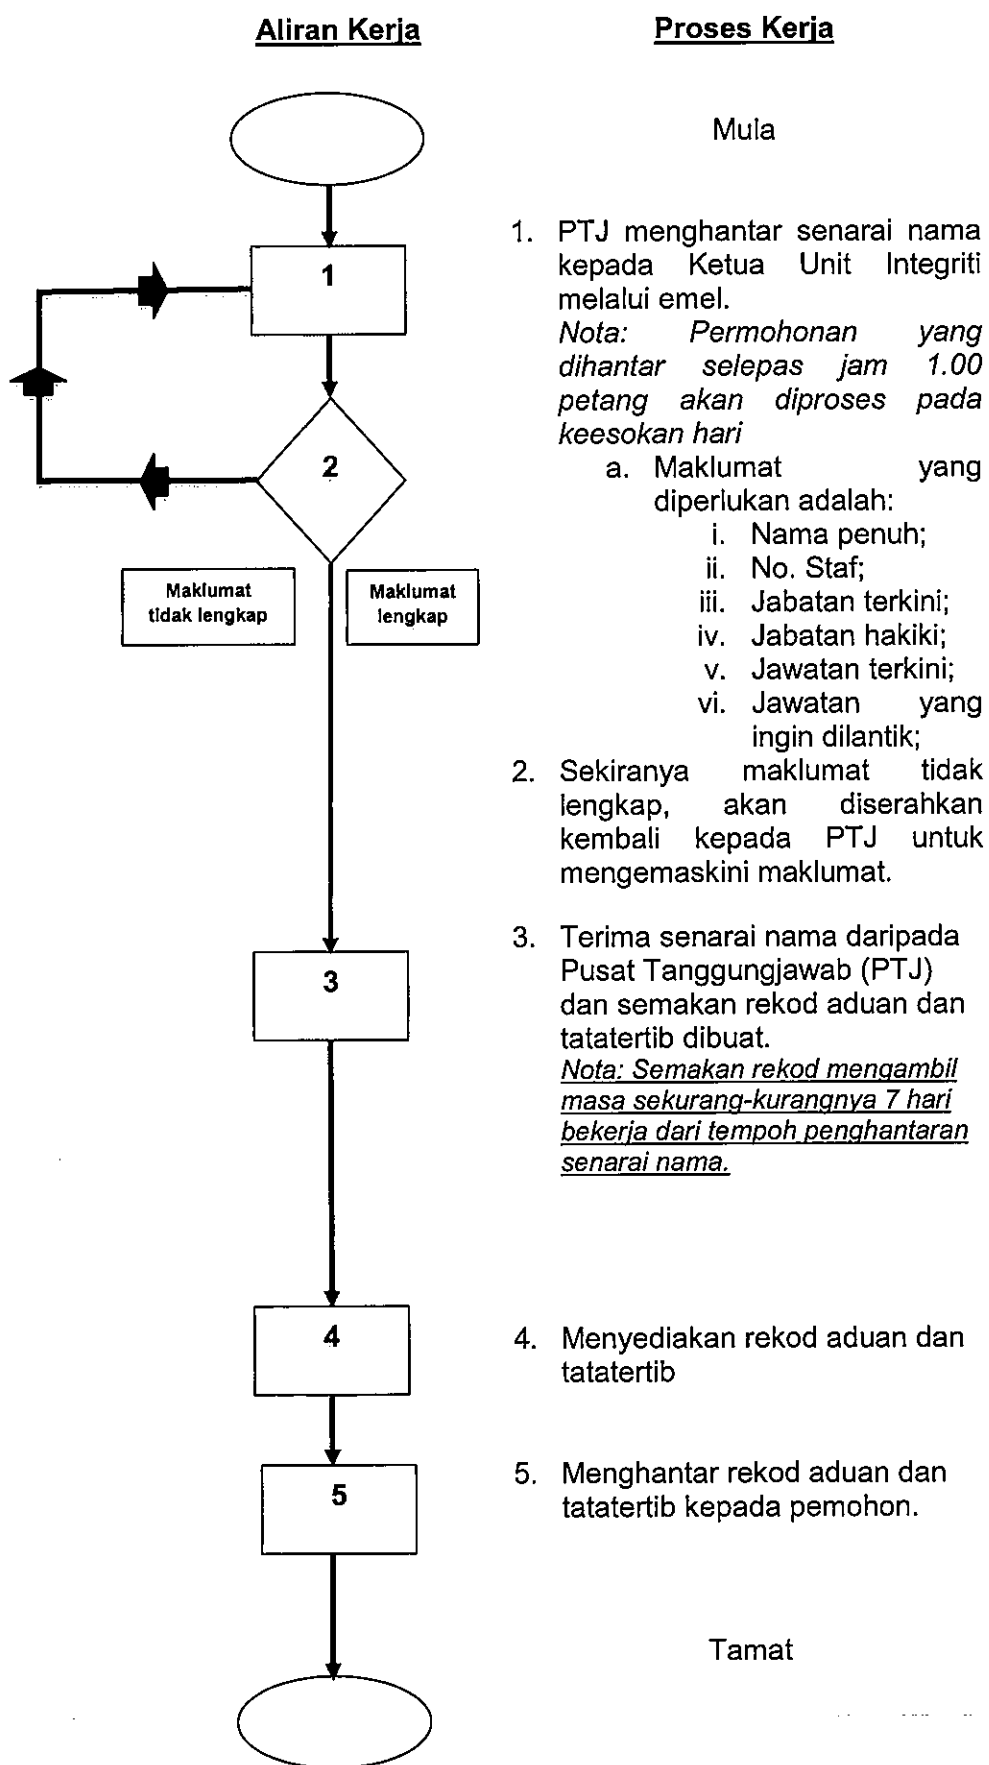 Aliran Kerja
Proses Kerja
Mula
1
2
Maklumat
tidak lengkap
Maklumat
lengkap
3
4
5
1. PTJ menghantar senarai nama
kepada Ketua Unit Integriti
melalui emel.
Nota: Permohonan yang
dihantar selepas jam 1.00
petang akan diproses pada
keesokan hari
a. Maklumat yang
diperlukan adalah:
i. Nama penuh;
ii. No. Staf;
iii. Jabatan terkini;
iv. Jabatan hakiki;
v. Jawatan terkini;
vi. Jawatan yang
ingin dilantik;
2. Sekiranya maklumat tidak
lengkap, akan diserahkan
kembali kepada PTJ untuk
mengemaskini maklumat.
3. Terima senarai nama daripada
Pusat Tanggungjawab (PTJ)
dan semakan rekod aduan dan
tatatertib dibuat.
Nota: Semakan rekod mengambil
masa sekurang-kurangnya 7 hari
bekerja dari tempoh penghantaran
senarai nama.
4. Menyediakan rekod aduan dan
tatatertib
5. Menghantar rekod aduan dan
tatatertib kepada pemohon.
Tamat